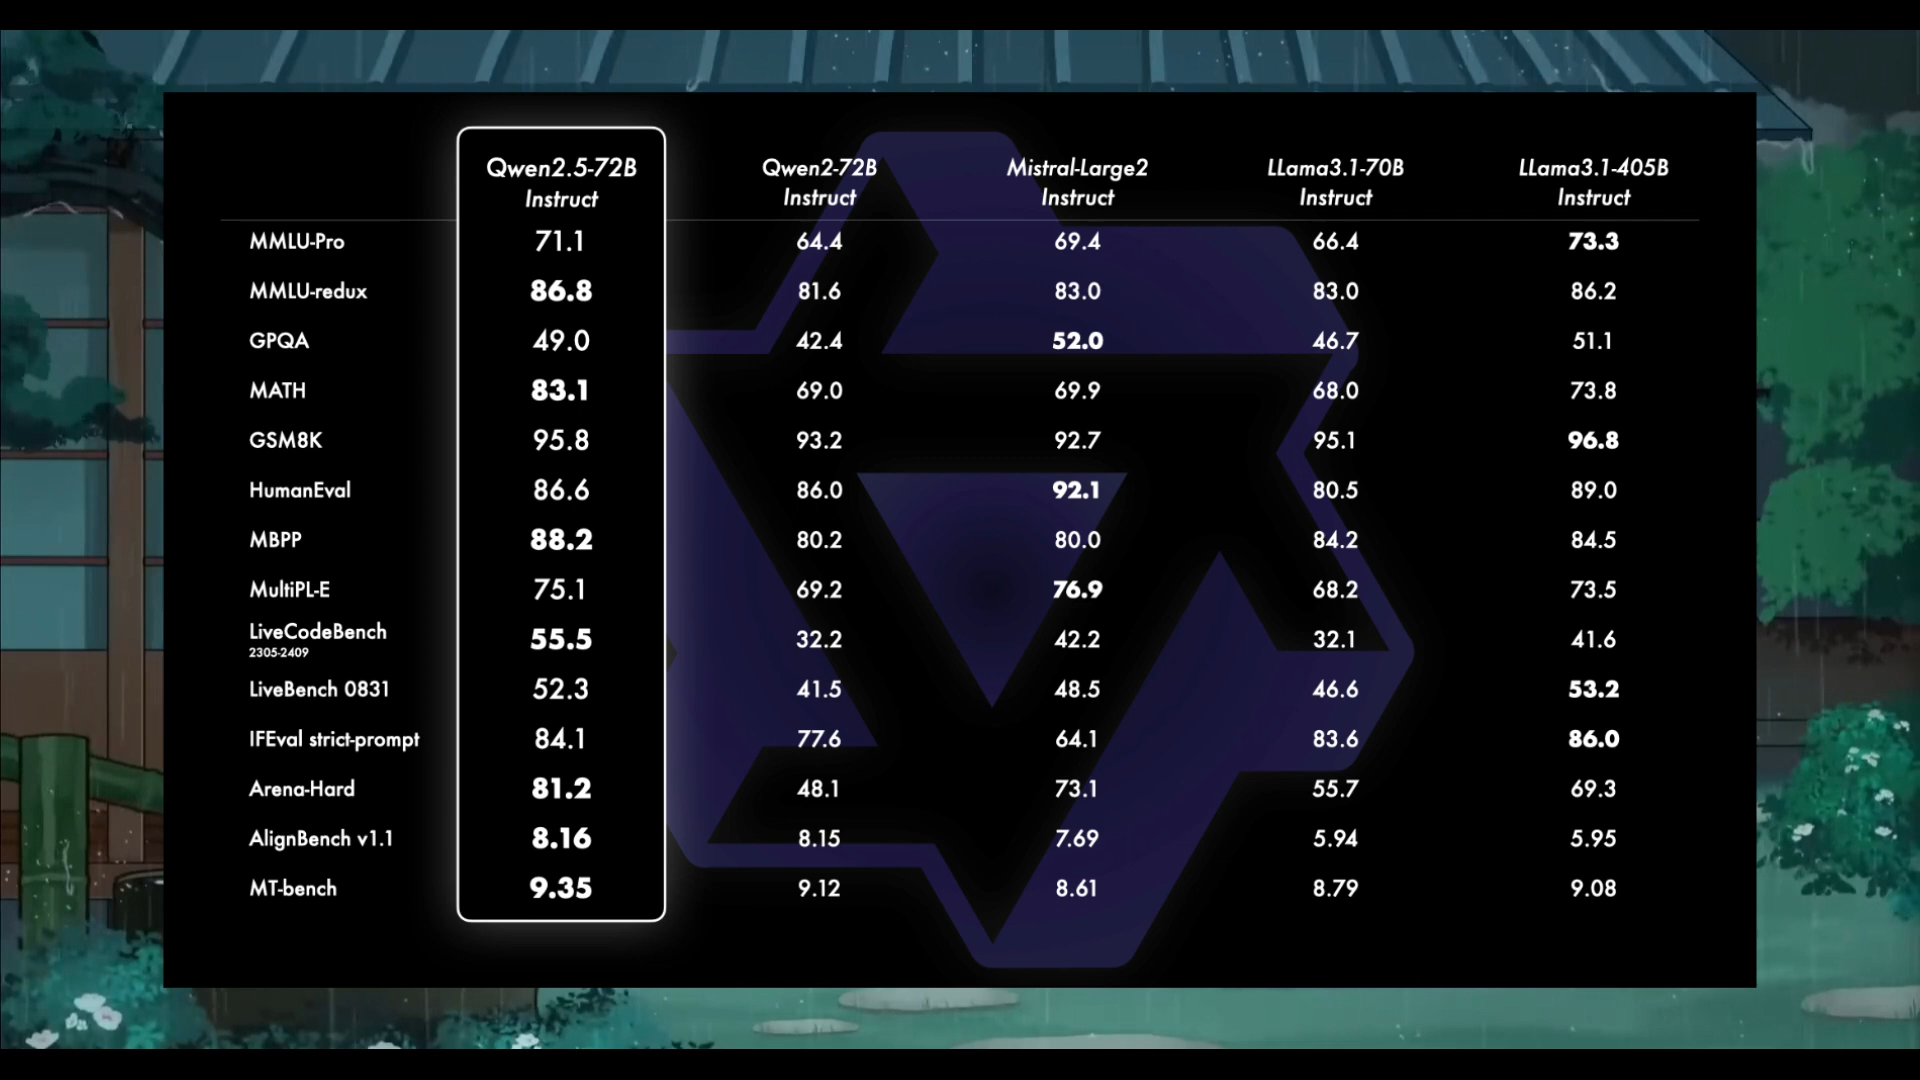 Qwen2.5-72B Qwen2-72B Mistral-Large2 LLama3.1-70B LLama3.1-405B
Instruct Instruct Instruct Instruct Instruct
MMLU-Pro 71.1 64.4 69.4 66.4 73.3
MMLU-redux 86.8 81.6 83.0 83.0 86.2
GPQA 49.0 42.4 52.0 46.7 51.1
MATH 83.1 69.0 69.9 68.0 73.8
GSM8K 95.8 93.2 92.7 95.1 96.8
HumanEval 86.6 86.0 92.1 80.5 89.0
MBPP 88.2 80.2 80.0 84.2 84.5
MultiPL-E 75.1 69.2 76.9 68.2 73.5
LiveCodeBench 55.5 32.2 42.2 32.1 41.6
2305-2409
LiveBench 0831 52.3 41.5 48.5 46.6 53.2
IFEval strict-prompt 84.1 77.6 64.1 83.6 86.0
Arena-Hard 81.2 48.1 73.1 55.7 69.3
AlignBench v1.1 8.16 8.15 7.69 5.94 5.95
MT-bench 9.35 9.12 8.61 8.79 9.08